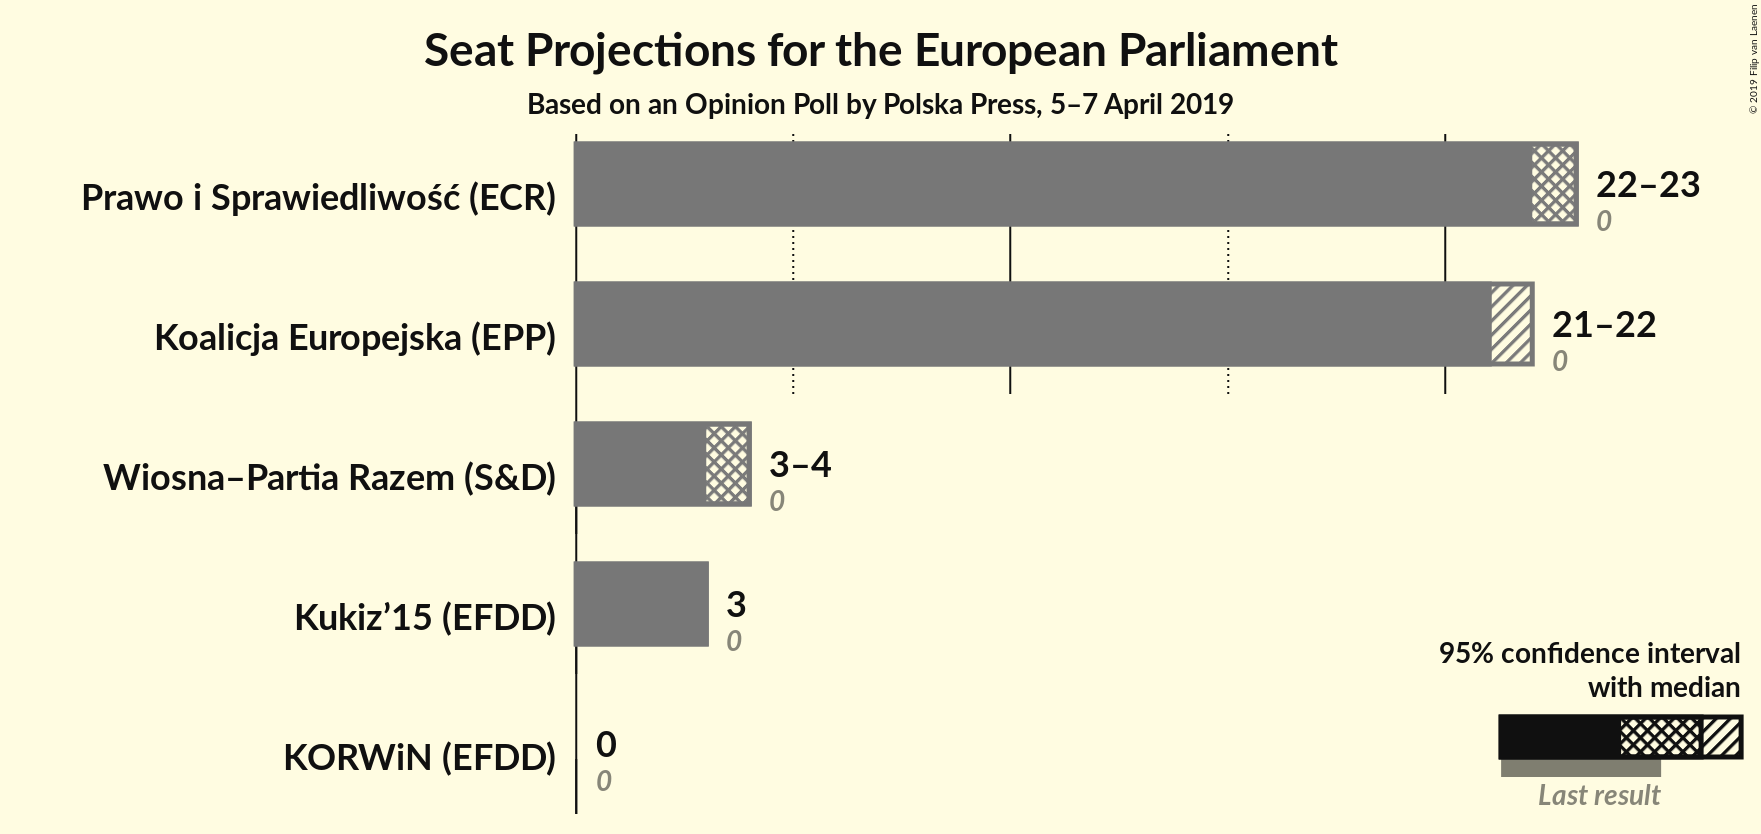 Seat Projections for the European Parliament
Based on an Opinion Poll by Polska Press, 5–7 April 2019
© 2019 Filip van Laenen
Prawo i Sprawiedliwość (ECR)
22–23
0
Koalicja Europejska (EPP)
21–22
0
Wiosna–Partia Razem (S&D)
3–4
0
Kukiz’15 (EFDD)
3
0
KORWiN (EFDD)
0
0
95% confidence interval
with median
Last result